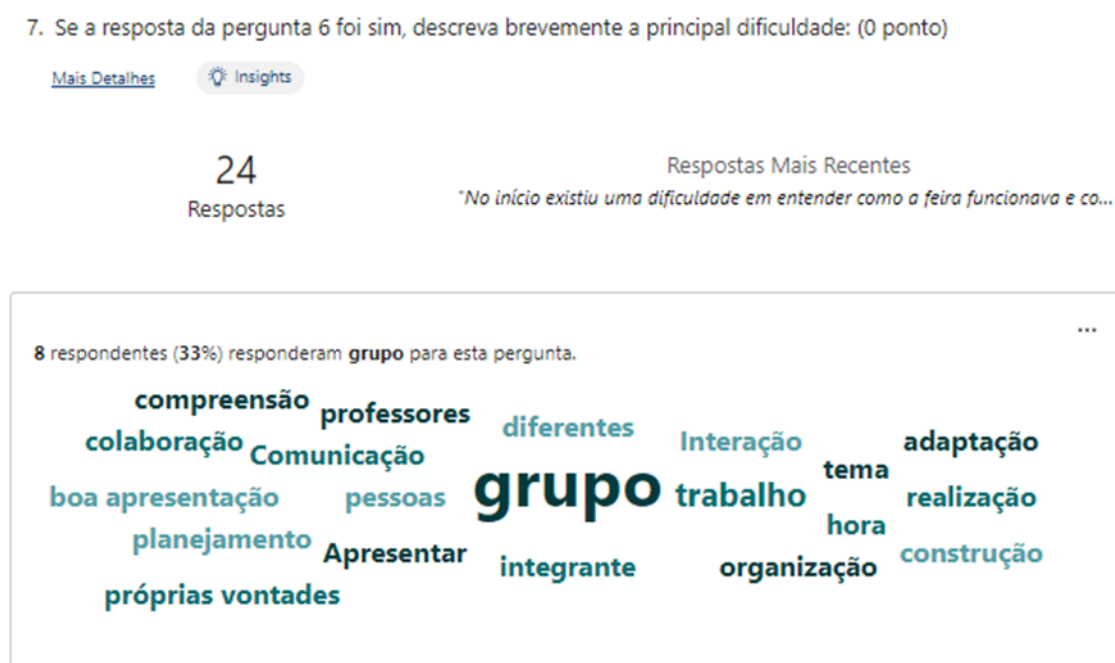 7. Se a resposta da pergunta 6 foi sim, descreva brevemente a principal dificuldade: (0 ponto)
Mais Detalhes
Insights
24
Respostas
Respostas Mais Recentes
"No início existiu uma dificuldade em entender como a feira funcionava e co...
...
8 respondentes (33%) responderam grupo para esta pergunta.
compreensão
professores
diferentes
colaboração
Comunicação
Interação
adaptação
tema
boa apresentação
pessoas
grupo
trabalho
realização
hora
planejamento
Apresentar
integrante
organização
construção
próprias vontades